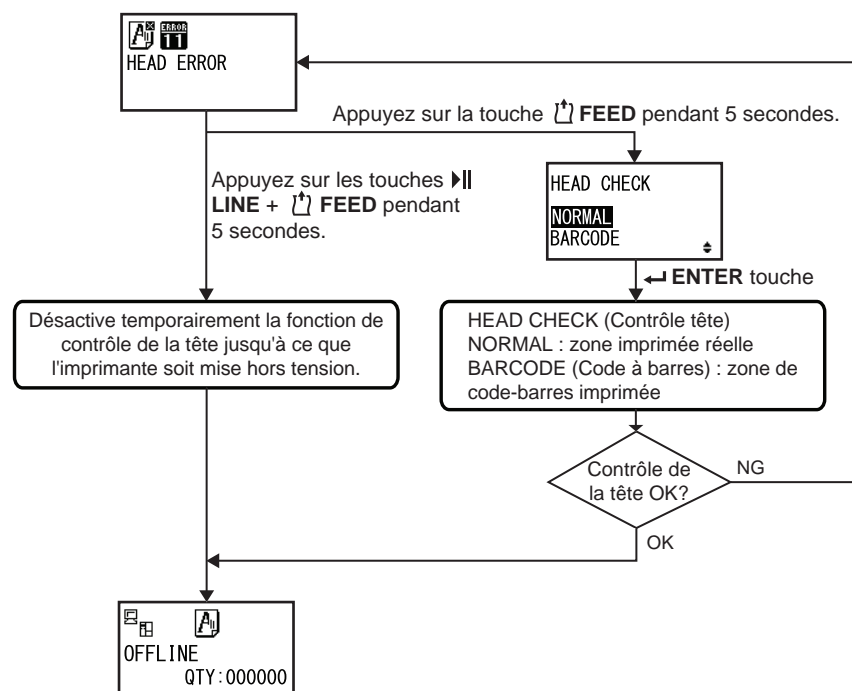 ERROR
11
HEAD ERROR
Appuyez sur la touche FEED pendant 5 secondes.
Appuyez sur les touches
LINE + FEED pendant
5 secondes.
HEAD CHECK
NORMAL
BARCODE
ENTER touche
Désactive temporairement la fonction de
contrôle de la tête jusqu'à ce que
l'imprimante soit mise hors tension.
HEAD CHECK (Contrôle tête)
NORMAL : zone imprimée réelle
BARCODE (Code à barres) : zone de
code-barres imprimée
Contrôle de
la tête OK?
NG
OK
OFFLINE
QTY:000000